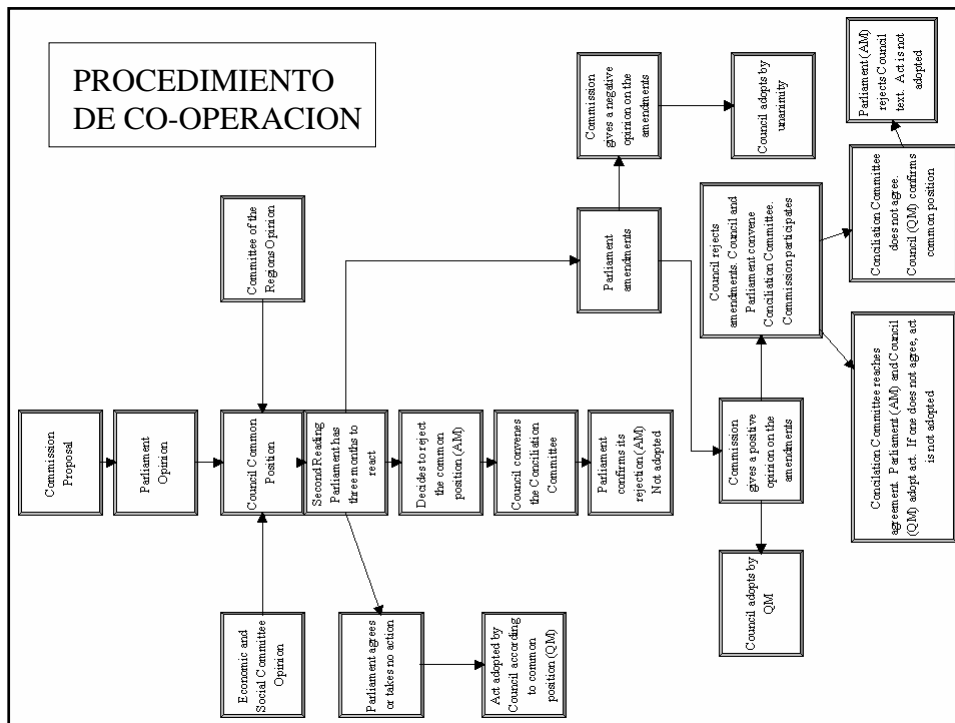 PROCEDIMIENTO
DE CO-OPERACION
Commission
Proposal
Parliament
Opinion
Economic and
Social Committee
Opinion
Council Common
Position
Committee of the
Regions Opinion
Second Reading
Parliament has
three months to
react
Parliament agrees
or takes no action
Act adopted by
Council according
to common
position (QM)
Decides to reject
the common
position (AM)
Council convenes
the Conciliation
Committee
Parliament
confirms its
rejection (AM)
Not adopted
Parliament
amendments
Commission
gives a negative
opinion on the
amendments
Council adopts by
unanimity
Commission
gives a positive
opinion on the
amendments
Council adopts by
QM
Council rejects
amendments. Council and
Parliament convene
Conciliation Committee.
Commission participates
Concilation Committee reaches
agreement. Parliament (AM) and Council
(QM) adopt act. If one does not agree, act
is not adopted
Conciliation Committee
does not agree.
Council (QM) confirms
common position
Parliament (AM)
rejects Council
text. Act is not
adopted